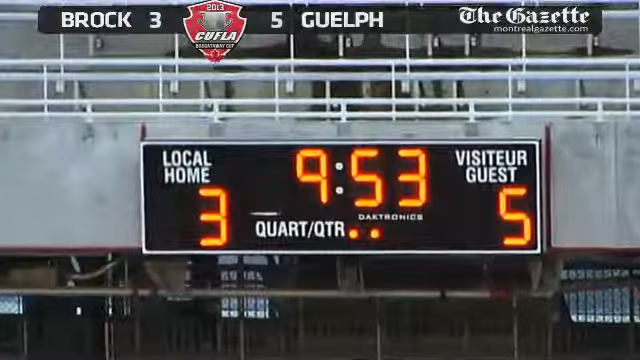 BROCK 3 2013 5 GUELPH The Gazette
CUFLA montrealgazette.com
BAGGATAWAY CUP
LOCAL 9:53 VISITEUR
HOME GUEST
3 DAKTRONICS 5
QUART/QTR ..